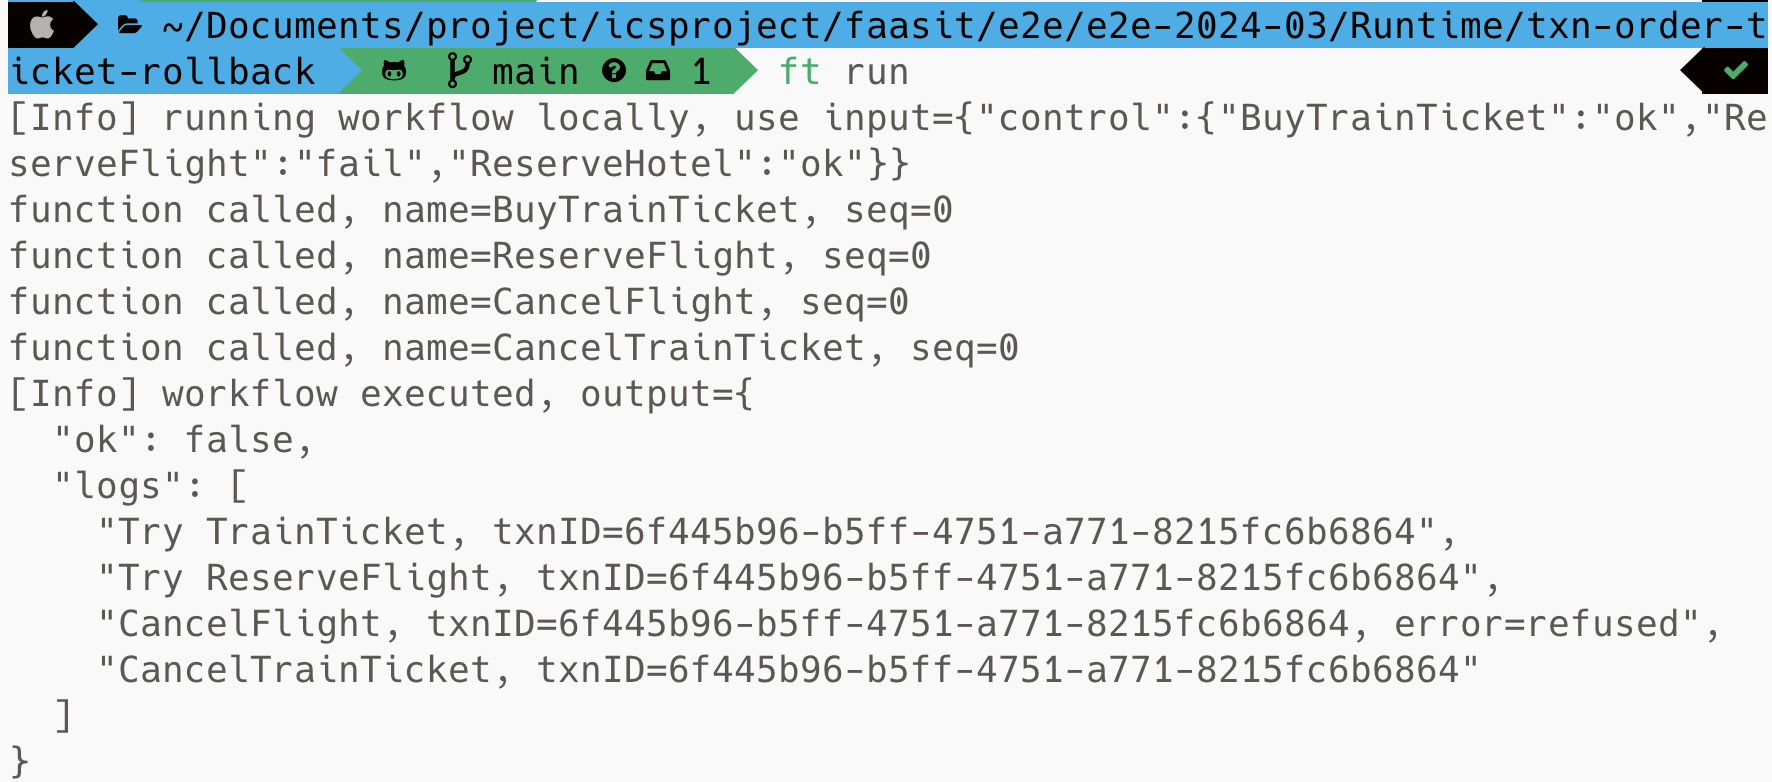 ~/Documents/project/icsproject/faasit/e2e/e2e-2024-03/Runtime/txn-order-t
icket-rollback main 1 ft run
[Info] running workflow locally, use input={"control":{"BuyTrainTicket":"ok","Re
serveFlight":"fail","ReserveHotel":"ok"}}
function called, name=BuyTrainTicket, seq=0
function called, name=ReserveFlight, seq=0
function called, name=CancelFlight, seq=0
function called, name=CancelTrainTicket, seq=0
[Info] workflow executed, output={
  "ok": false,
  "logs": [
    "Try TrainTicket, txnID=6f445b96-b5ff-4751-a771-8215fc6b6864",
    "Try ReserveFlight, txnID=6f445b96-b5ff-4751-a771-8215fc6b6864",
    "CancelFlight, txnID=6f445b96-b5ff-4751-a771-8215fc6b6864, error=refused",
    "CancelTrainTicket, txnID=6f445b96-b5ff-4751-a771-8215fc6b6864"
  ]
}